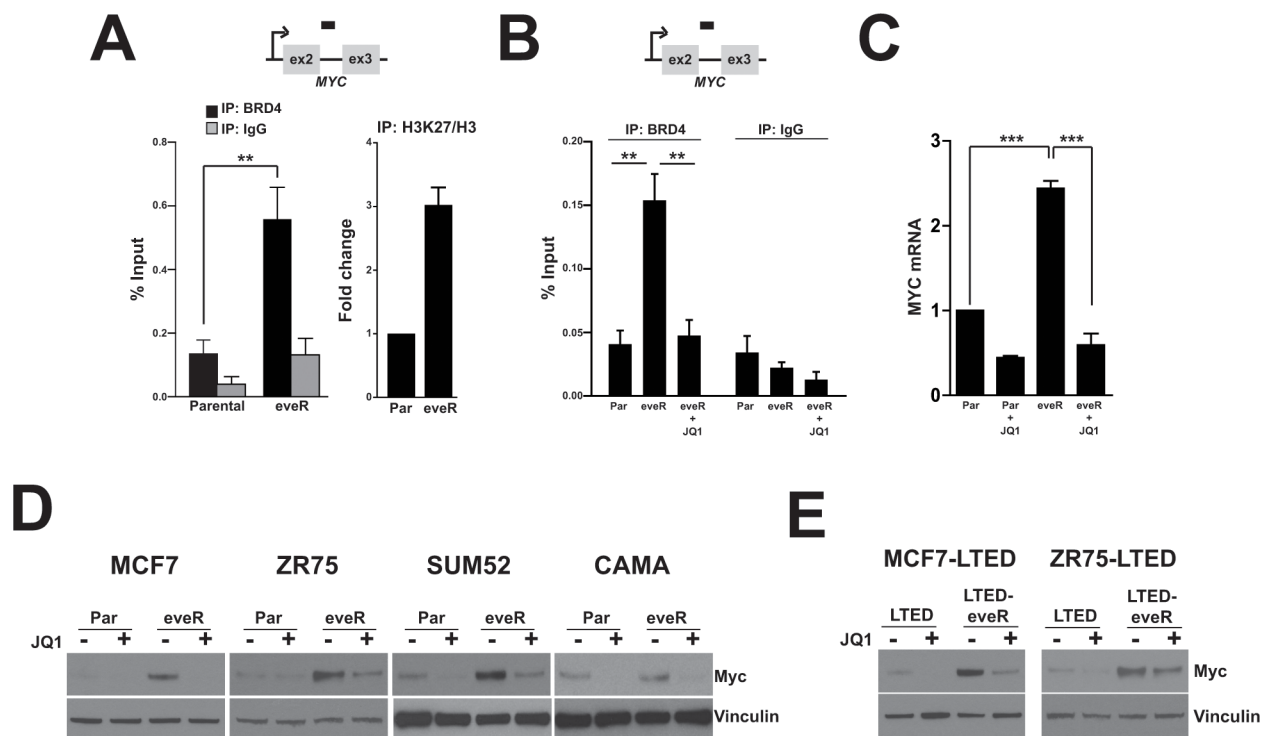 A
ex2
ex3
MYC
IP: BRD4
IP: IgG
**
% Input
0.8
0.6
0.4
0.2
0.0
Parental
eveR
IP: H3K27/H3
Fold change
4
3
2
1
0
Par
eveR
B
ex2
ex3
MYC
IP: BRD4
IP: IgG
**
**
% Input
0.20
0.15
0.10
0.05
0.00
Par
eveR
eveR
+
JQ1
Par
eveR
eveR
+
JQ1
C
***
***
MYC mRNA
3
2
1
0
Par
Par
+
JQ1
eveR
eveR
+
JQ1
D
MCF7
ZR75
SUM52
CAMA
Par
eveR
Par
eveR
Par
eveR
Par
eveR
JQ1
- + - + - + - + - + - + - + - +
Myc
Vinculin
E
MCF7-LTED
ZR75-LTED
LTED
LTED-
eveR
LTED
LTED-
eveR
JQ1
- + - + - + - +
Myc
Vinculin